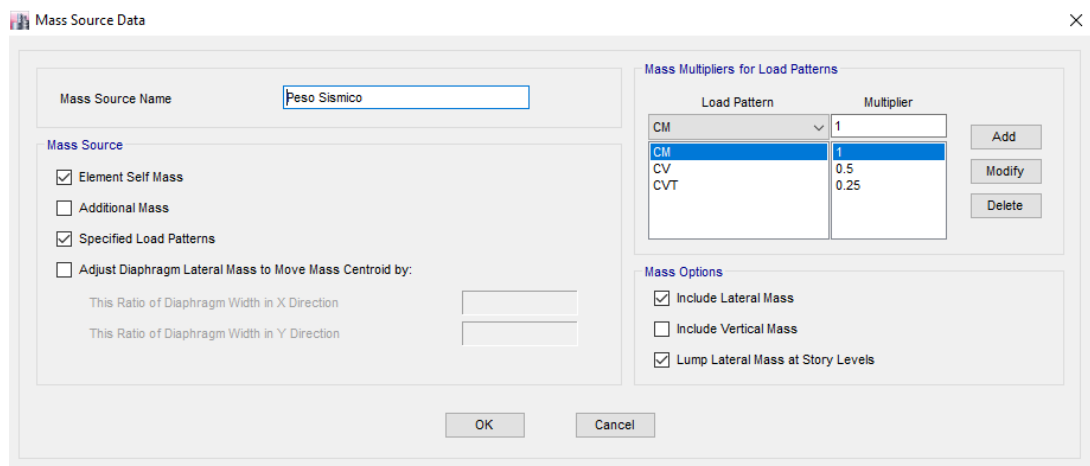 Mass Source Data
Mass Source Name
Peso Sismico
Mass Source
Element Self Mass
Additional Mass
Specified Load Patterns
Adjust Diaphragm Lateral Mass to Move Mass Centroid by:
This Ratio of Diaphragm Width in X Direction
This Ratio of Diaphragm Width in Y Direction
Mass Multipliers for Load Patterns
Load Pattern Multiplier
CM 1
CM 1
CV 0.5
CVT 0.25
Add
Modify
Delete
Mass Options
Include Lateral Mass
Include Vertical Mass
Lump Lateral Mass at Story Levels
OK Cancel